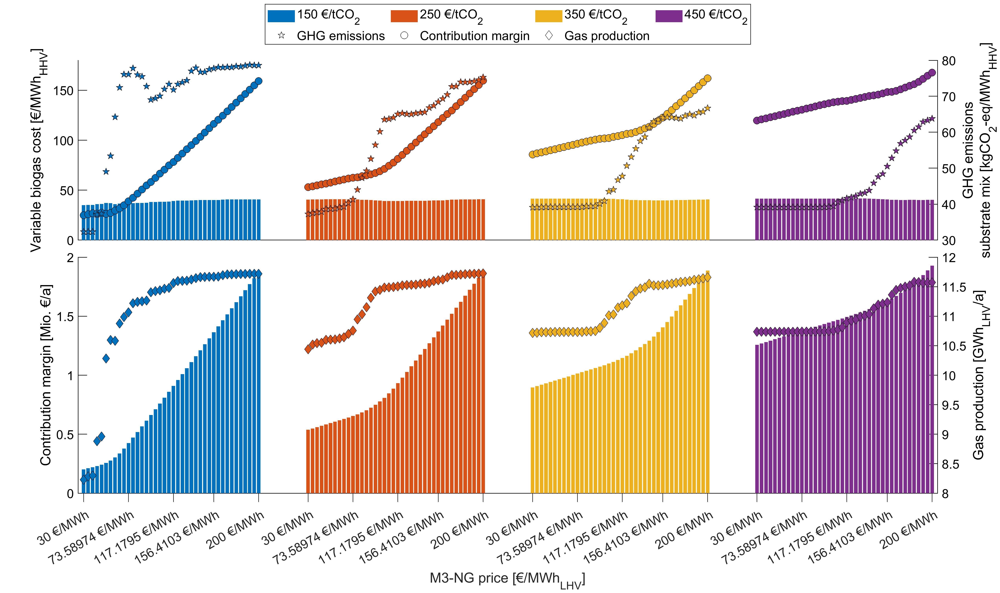 150 €/tCO2 250 €/tCO2 350 €/tCO2 450 €/tCO2
GHG emissions Contribution margin Gas production
Variable biogas cost [€/MWhHHV]
150
100
50
0
80
70
60
50
40
30
GHG emissions
substrate mix [kgCO2-eq/MWhHHV]
Contribution margin [Mio. €/a]
2
1.5
1
0.5
0
12
11.5
11
10.5
10
9.5
9
8.5
8
Gas production [GWhLHV/a]
30 €/MWh
73.58974 €/MWh
117.1795 €/MWh
156.4103 €/MWh
200 €/MWh
30 €/MWh
73.58974 €/MWh
117.1795 €/MWh
156.4103 €/MWh
200 €/MWh
30 €/MWh
73.58974 €/MWh
117.1795 €/MWh
156.4103 €/MWh
200 €/MWh
30 €/MWh
73.58974 €/MWh
117.1795 €/MWh
156.4103 €/MWh
200 €/MWh
M3-NG price [€/MWhLHV]